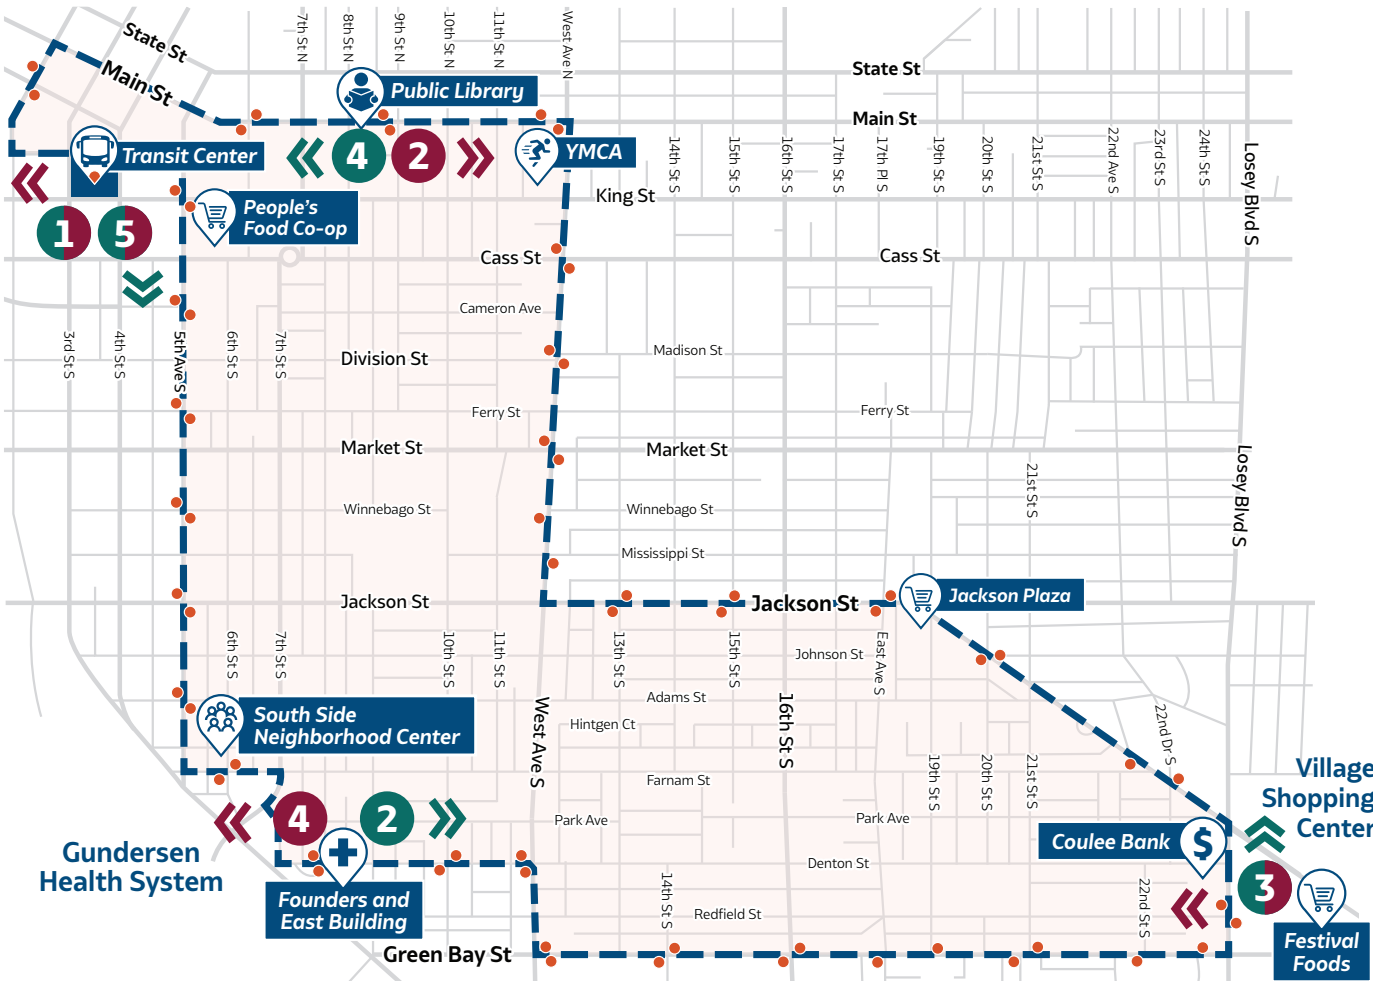 State St
Main St
7th St N
8th St N
9th St N
10th St N
11th St N
West Ave N
State St
Main St
Public Library
Transit Center
4
2
YMCA
14th St S
15th St S
16th St S
17th St S
17th Pl S
19th St S
20th St S
21st St S
22nd Ave S
23rd St S
24th St S
Losey Blvd S
King St
People's
Food Co-op
1
5
Cass St
Cass St
Cameron Ave
3rd St S
4th St S
5th Ave S
6th St S
7th St S
Division St
Madison St
Ferry St
Ferry St
Market St
Market St
21st St S
Losey Blvd S
Winnebago St
Winnebago St
Mississippi St
Jackson St
Jackson St
Jackson Plaza
6th St S
7th St S
10th St S
11th St S
13th St S
15th St S
Johnson St
East Ave S
Adams St
16th St S
West Ave S
Hintgen Ct
South Side
Neighborhood Center
22nd Dr S
19th St S
20th St S
21st St S
Farnam St
Village
Shopping
Center
4
2
Park Ave
Park Ave
Coulee Bank
$
Gundersen
Health System
Denton St
Founders and
East Building
14th St S
22nd St S
3
Redfield St
Green Bay St
Festival
Foods